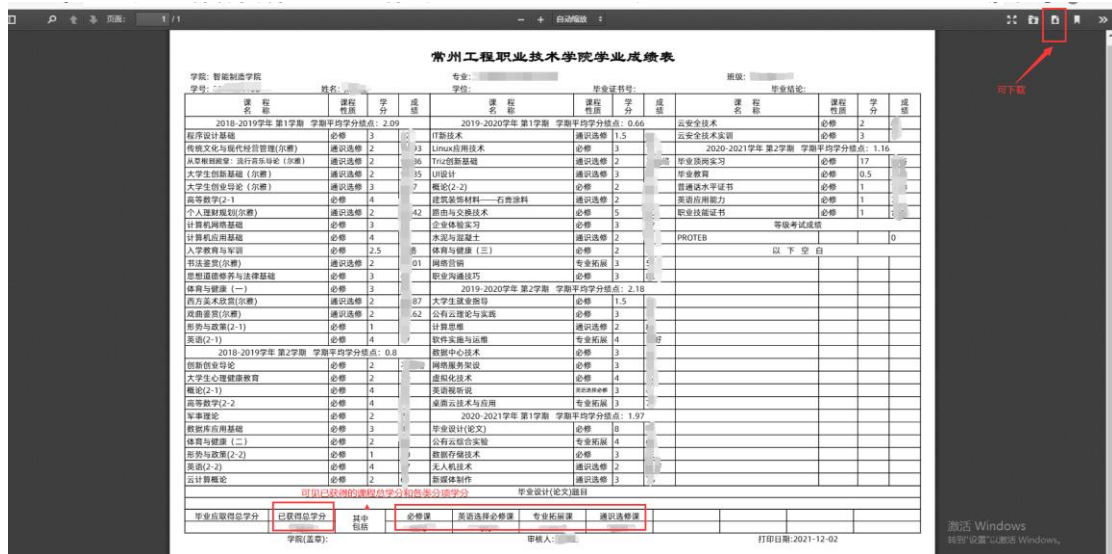 页面: 1 / 1 − + 自动缩放
可下载
常州工程职业技术学院学业成绩表
学院: 智能制造学院 专业: 班级:
学号: 姓名: 学位: 毕业证书号: 毕业结论:
课程名称 课程性质 学分 成绩 课程名称 课程性质 学分 成绩 课程名称 课程性质 学分 成绩
2018-2019学年 第1学期 学期平均学分绩点: 2.09
程序设计基础 必修 3
传统文化与现代经营管理(尔雅) 通识选修 2
从草根到殿堂: 流行音乐导论 (尔雅) 通识选修 2
大学生创新基础 (尔雅) 通识选修 2
大学生创业导论 (尔雅) 通识选修 3
高等数学(2-1 必修 4
个人理财规划(尔雅) 通识选修 2
计算机网络基础 必修 3
计算机应用基础 必修 4
入学教育与军训 必修 2.5
书法鉴赏(尔雅) 通识选修 2
思想道德修养与法律基础 必修 3
体育与健康 (一) 必修 3
西方美术欣赏(尔雅) 通识选修 2
戏曲鉴赏(尔雅) 通识选修 2
形势与政策(2-1) 必修 1
英语(2-1) 必修 4
2018-2019学年 第2学期 学期平均学分绩点: 0.8
创新创业导论 必修 2
大学生心理健康教育 必修 2
概论(2-1) 必修 4
高等数学(2-2 必修 4
军事理论 必修 2
数据库应用基础 必修 3
体育与健康 (二) 必修 2
形势与政策(2-2) 必修 1
英语(2-2) 必修 4
云计算概论 必修 2
2019-2020学年 第1学期 学期平均学分绩点: 0.66
IT新技术 通识选修 1.5
Linux应用技术 必修 3
Triz创新基础 通识选修 2
UI设计 通识选修 3
概论(2-2) 必修 2
建筑装饰材料——石膏涂料 通识选修 2
路由与交换技术 必修 5
企业体验实习 必修 3
水泥与混凝土 通识选修 2
体育与健康 (三) 必修 2
网络营销 专业拓展 3
职业沟通技巧 必修 3
2019-2020学年 第2学期 学期平均学分绩点: 2.18
大学生就业指导 必修 1.5
公有云理论与实践 必修 3
计算思维 通识选修 2
软件实施与运维 专业拓展 4
数据中心技术 必修 3
网络服务架设 必修 3
虚拟化技术 必修 4
英语视听说 英语选择必修 3
桌面云技术与应用 专业拓展 3
2020-2021学年 第1学期 学期平均学分绩点: 1.97
毕业设计(论文) 必修 8
公有云综合实验 专业拓展 4
数据存储技术 必修 3
无人机技术 通识选修 2
新媒体制作 通识选修 3
云安全技术 必修 2
云安全技术实训 必修 3
2020-2021学年 第2学期 学期平均学分绩点: 1.16
毕业顶岗实习 必修 17
毕业教育 必修 0.5
普通话水平证书 必修 1
英语应用能力 必修 1
职业技能证书 必修 1
等级考试成绩
PROTEB 0
以 下 空 白
可见已获得的课程总学分和各类分项学分
毕业设计(论文)题目
毕业应取得总学分 已获得总学分 其中包括 必修课 英语选择必修课 专业拓展课 通识选修课
学院(盖章): 审核人: 打印日期:2021-12-02
激活 Windows
转到"设置"以激活 Windows。